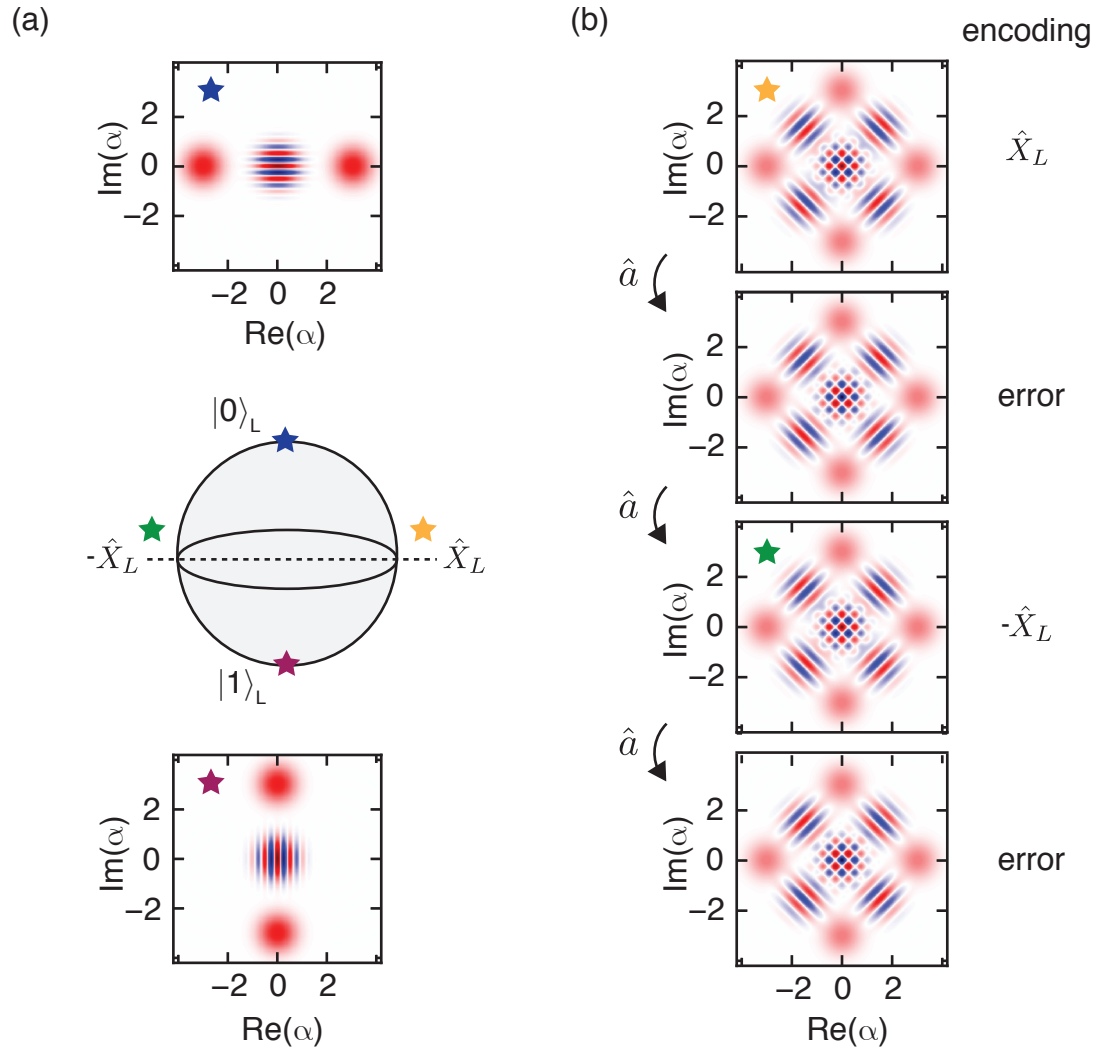 (a)
Im(α)
2
0
−2
−2 0 2
Re(α)
|0⟩L
-X̂L X̂L
|1⟩L
Im(α)
2
0
−2
−2 0 2
Re(α)
(b)
encoding
Im(α)
2
0
−2
X̂L
â
Im(α)
2
0
−2
error
â
Im(α)
2
0
−2
-X̂L
â
Im(α)
2
0
−2
error
−2 0 2
Re(α)